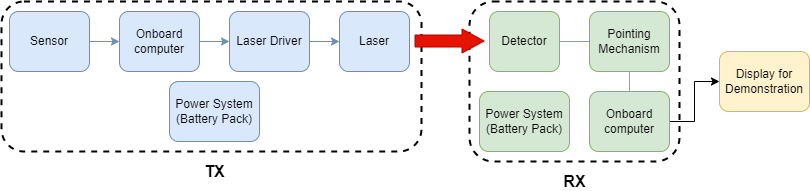 Sensor
Onboard
computer
Laser Driver
Laser
Power System
(Battery Pack)
TX
Detector
Pointing
Mechanism
Power System
(Battery Pack)
Onboard
computer
RX
Display for
Demonstration